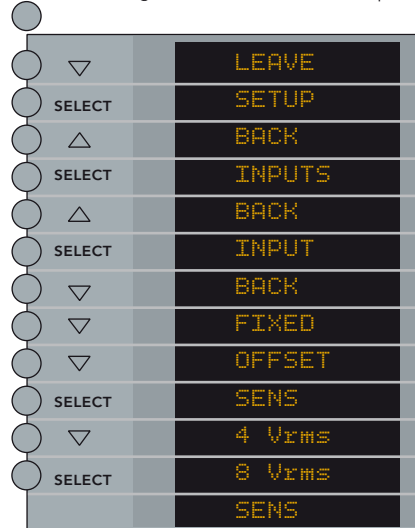 LEAVE
SELECT SETUP
BACK
SELECT INPUTS
BACK
SELECT INPUT
BACK
FIXED
OFFSET
SELECT SENS
4 Vrms
SELECT 8 Vrms
SENS